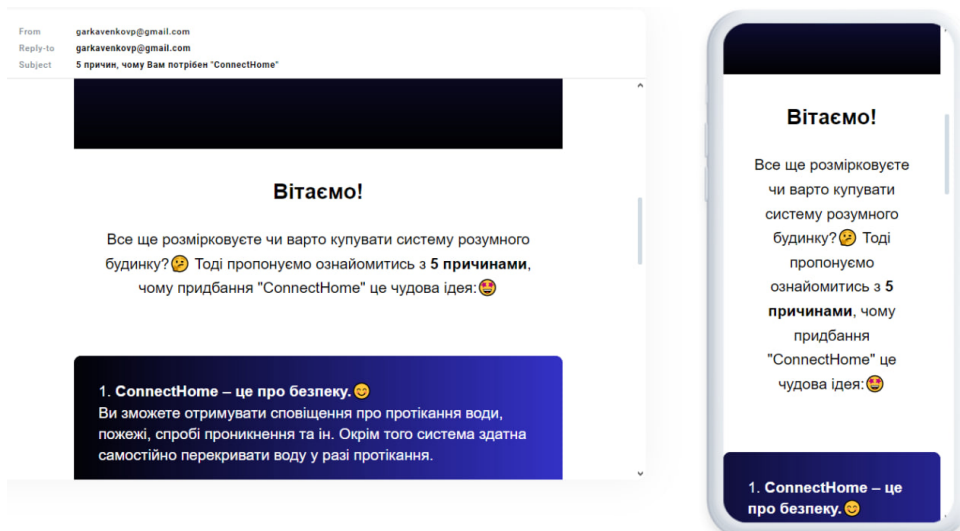 From garkavenkovp@gmail.com
Reply-to garkavenkovp@gmail.com
Subject 5 причин, чому Вам потрібен "ConnectHome"
Вітаємо!
Все ще розмірковуєте чи варто купувати систему розумного
будинку?🤔 Тоді пропонуємо ознайомитись з 5 причинами,
чому придбання "ConnectHome" це чудова ідея:🤩
1. ConnectHome – це про безпеку.😊
Ви зможете отримувати сповіщення про протікання води,
пожежі, спробі проникнення та ін. Окрім того система здатна
самостійно перекривати воду у разі протікання.
Вітаємо!
Все ще розмірковуєте
чи варто купувати
систему розумного
будинку?🤔 Тоді
пропонуємо
ознайомитись з 5
причинами, чому
придбання
"ConnectHome" це
чудова ідея:🤩
1. ConnectHome – це
про безпеку.😊